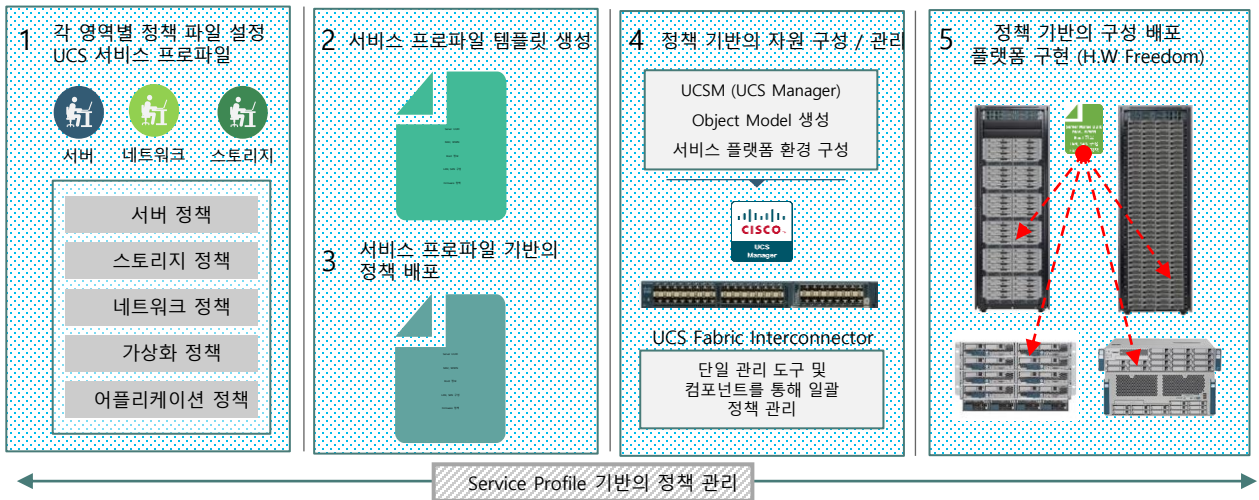 1
각 영역별 정책 파일 설정
UCS 서비스 프로파일
서버
네트워크
스토리지
서버 정책
스토리지 정책
네트워크 정책
가상화 정책
어플리케이션 정책
2
서비스 프로파일 템플릿 생성
3
서비스 프로파일 기반의
정책 배포
4
정책 기반의 자원 구성 / 관리
UCSM (UCS Manager)
Object Model 생성
서비스 플랫폼 환경 구성
CISCO
UCS
Manager
UCS Fabric Interconnector
단일 관리 도구 및
컴포넌트를 통해 일괄
정책 관리
5
정책 기반의 구성 배포
플랫폼 구현 (H.W Freedom)
Service Profile 기반의 정책 관리